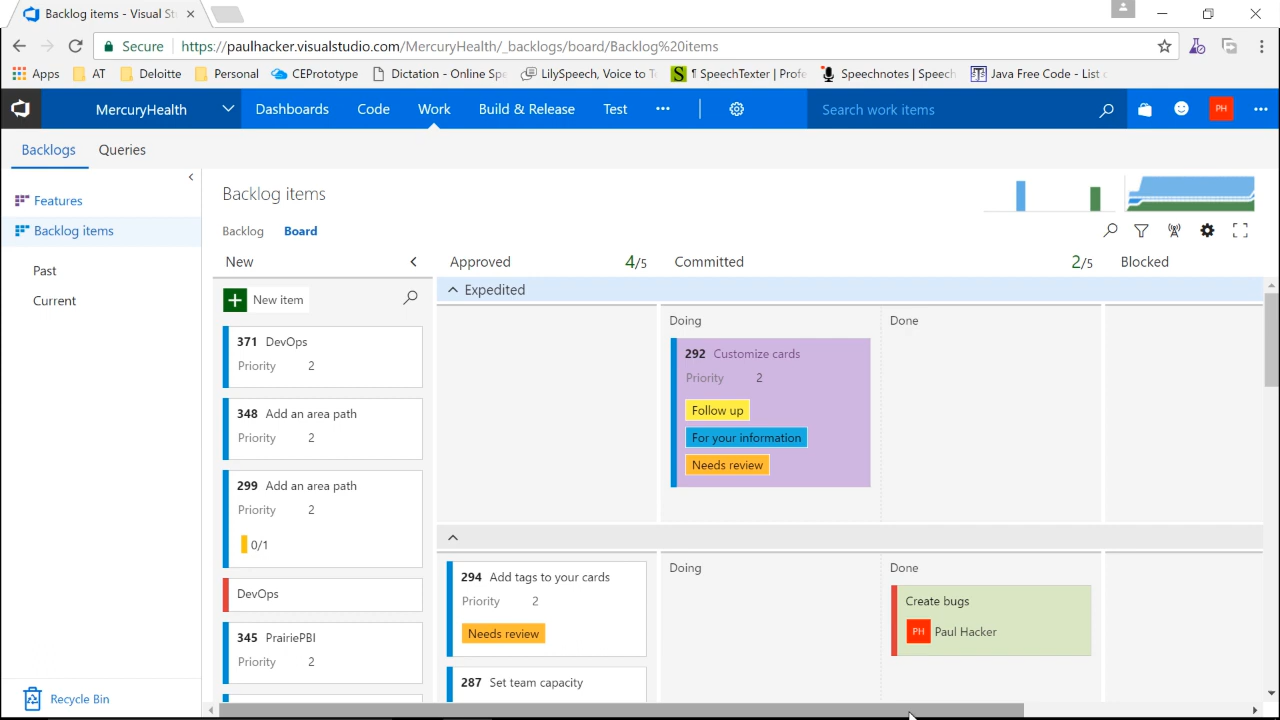 Backlog items - Visual St
Secure
https://paulhacker.visualstudio.com/MercuryHealth/_backlogs/board/Backlog%20items
Apps
AT
Deloitte
Personal
CEPrototype
Dictation - Online Spe
LilySpeech, Voice to T
S ¶ SpeechTexter | Profe
Speechnotes | Speech
Java Free Code - List
MercuryHealth
Dashboards
Code
Work
Build & Release
Test
Search work items
PH
Backlogs
Queries
Features
Backlog items
Past
Current
Recycle Bin
Backlog items
Backlog
Board
New
Approved
4/5
Committed
2/5
Blocked
New item
Expedited
371 DevOps
Priority 2
348 Add an area path
Priority 2
299 Add an area path
Priority 2
0/1
DevOps
345 PrairiePBI
Priority 2
Doing
Done
292 Customize cards
Priority 2
Follow up
For your information
Needs review
294 Add tags to your cards
Priority 2
Needs review
287 Set team capacity
Doing
Done
Create bugs
PH Paul Hacker